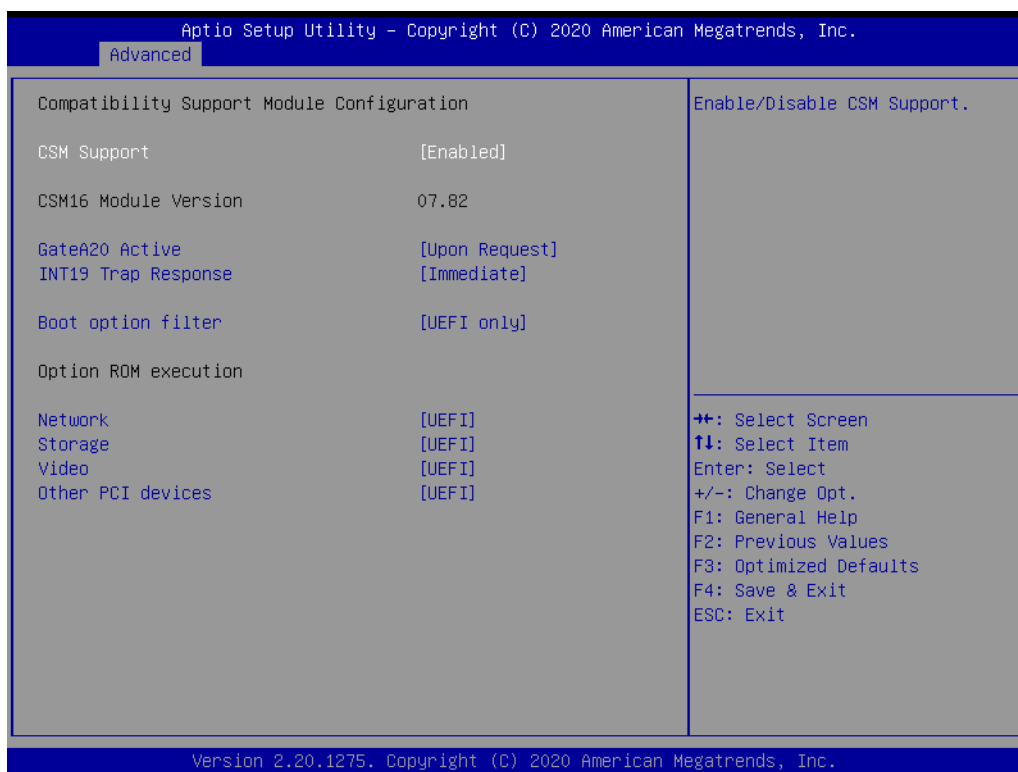 Aptio Setup Utility – Copyright (C) 2020 American Megatrends, Inc.
Advanced
Compatibility Support Module Configuration
CSM Support [Enabled]
CSM16 Module Version 07.82
GateA20 Active [Upon Request]
INT19 Trap Response [Immediate]
Boot option filter [UEFI only]
Option ROM execution
Network [UEFI]
Storage [UEFI]
Video [UEFI]
Other PCI devices [UEFI]
Enable/Disable CSM Support.
→←: Select Screen
↑↓: Select Item
Enter: Select
+/-: Change Opt.
F1: General Help
F2: Previous Values
F3: Optimized Defaults
F4: Save & Exit
ESC: Exit
Version 2.20.1275. Copyright (C) 2020 American Megatrends, Inc.